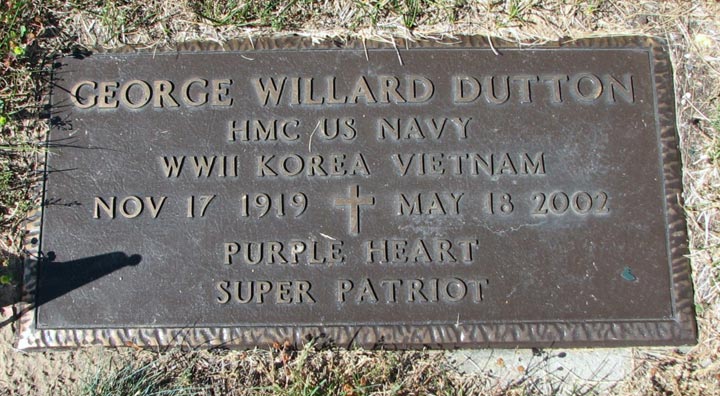 GEORGE WILLARD DUTTON
HMC US NAVY
WWII KOREA VIETNAM
NOV 17 1919 MAY 18 2002
PURPLE HEART
SUPER PATRIOT